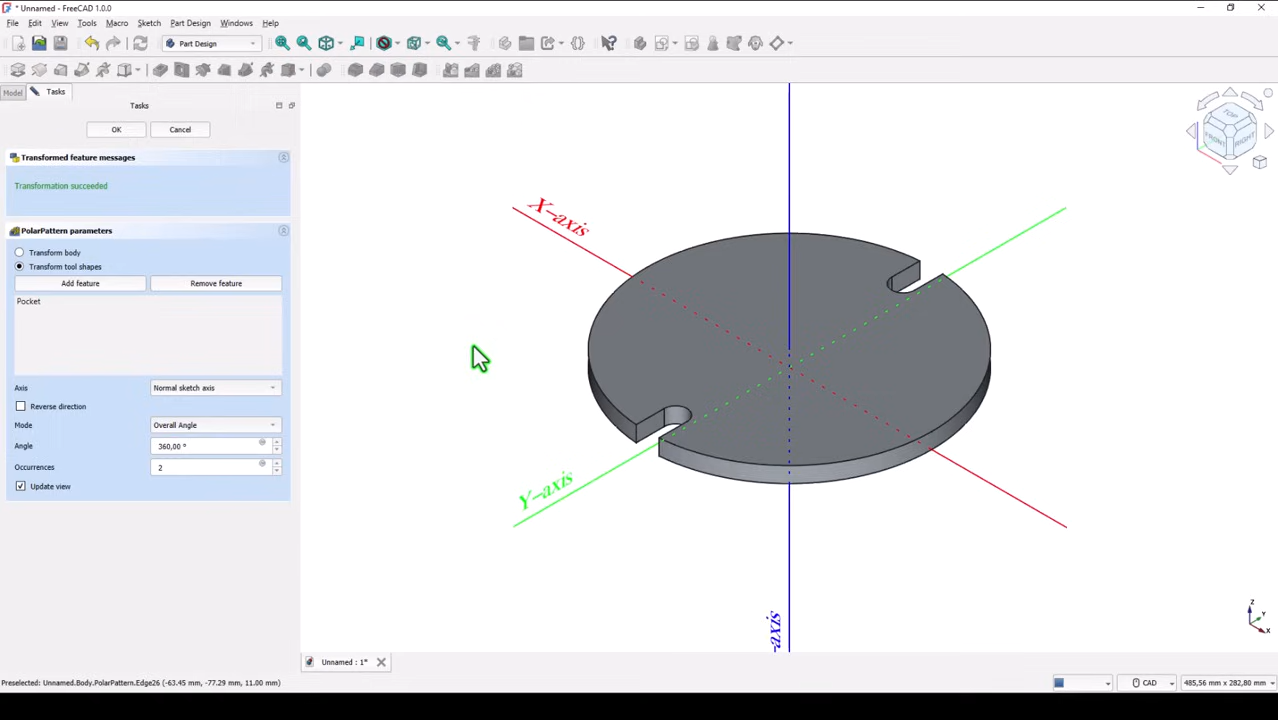 * Unnamed - FreeCAD 1.0.0
File Edit View Tools Macro Sketch Part Design Windows Help
Part Design
Model Tasks
Tasks
OK Cancel
Transformed feature messages
Transformation succeeded
PolarPattern parameters
Transform body
Transform tool shapes
Add feature Remove feature
Pocket
Axis Normal sketch axis
Reverse direction
Mode Overall Angle
Angle 360,00 °
Occurrences 2
Update view
X-axis
Y-axis
-axis
TOP
FRONT
RIGHT
Z
Y
X
Unnamed : 1*
Preselected: Unnamed.Body.PolarPattern.Edge26 (-63.45 mm, -77.29 mm, 11.00 mm)
CAD
485,56 mm x 282,80 mm